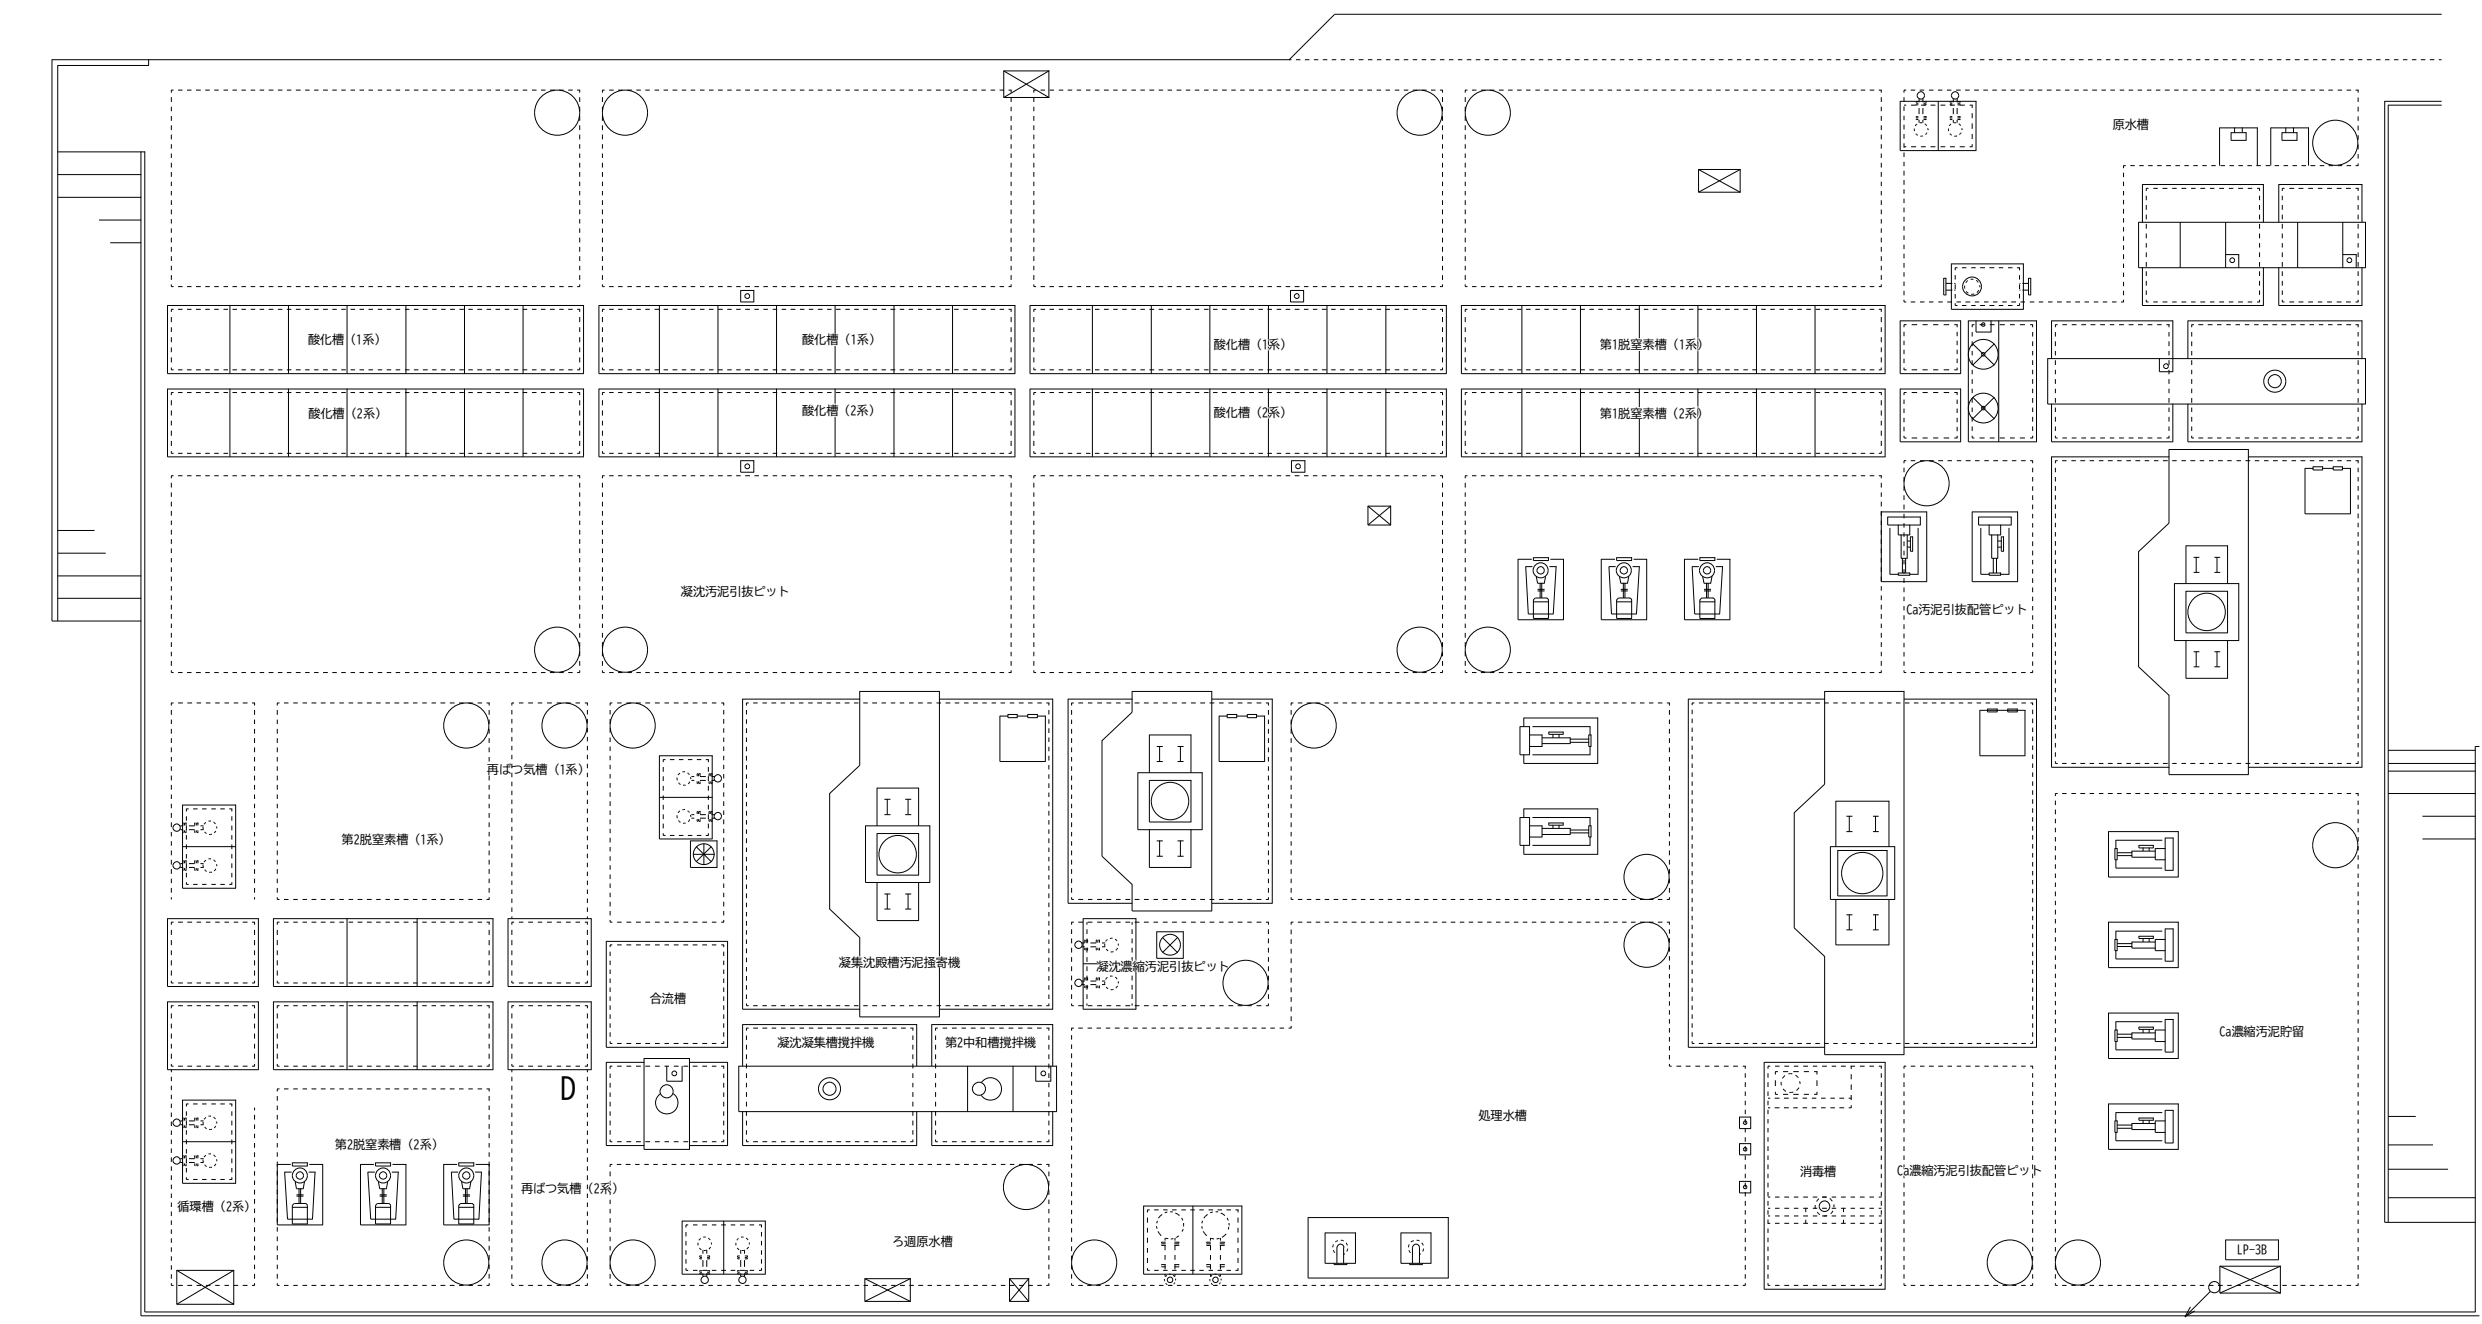 原水槽
酸化槽（1系）
酸化槽（1系）
酸化槽（1系）
第1脱窒素槽（1系）
酸化槽（2系）
酸化槽（2系）
酸化槽（2系）
第1脱窒素槽（2系）
凝沈汚泥引抜ピット
Ca汚泥引抜配管ピット
再ばつ気槽（1系）
第2脱窒素槽（1系）
凝集沈殿槽汚泥掻寄機
凝沈濃縮汚泥引抜ピット
合流槽
凝沈凝集槽攪拌機
第2中和槽攪拌機
Ca濃縮汚泥貯留
D
処理水槽
第2脱窒素槽（2系）
消毒槽
Ca濃縮汚泥引抜配管ピット
再ばつ気槽（2系）
循環槽（2系）
ろ週原水槽
LP-3B